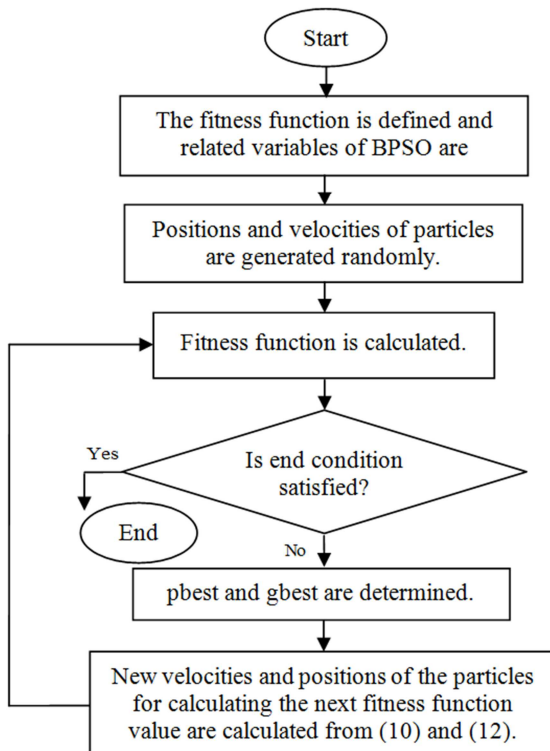 Start
The fitness function is defined and
related variables of BPSO are
Positions and velocities of particles
are generated randomly.
Fitness function is calculated.
Yes
Is end condition
satisfied?
End
No
pbest and gbest are determined.
New velocities and positions of the particles
for calculating the next fitness function
value are calculated from (10) and (12).